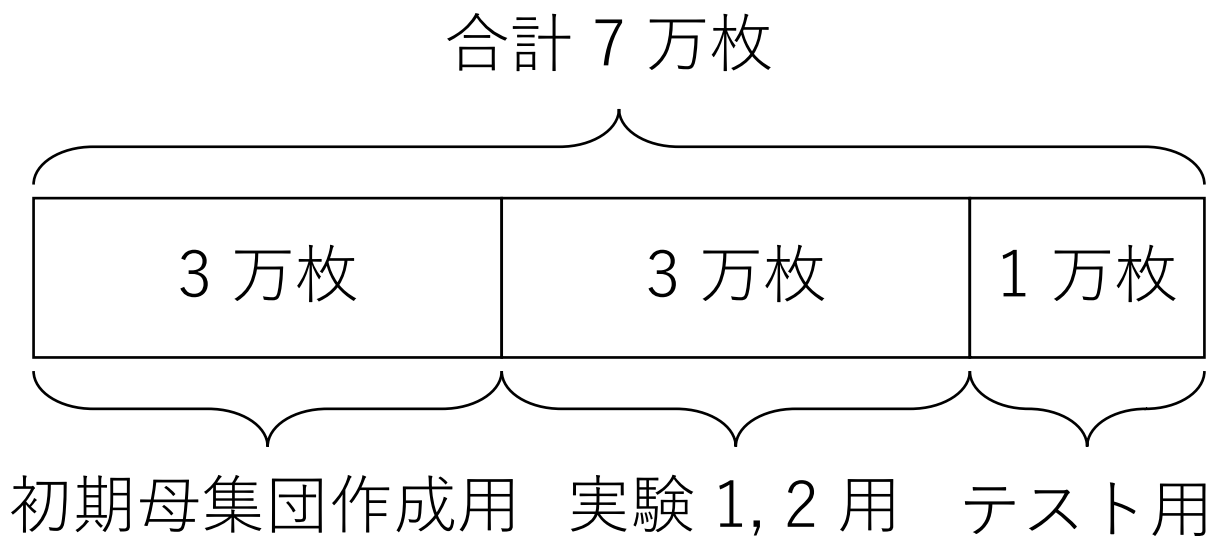 合計 7 万枚
3 万枚 3 万枚 1 万枚
初期母集団作成用 実験 1, 2 用 テスト用